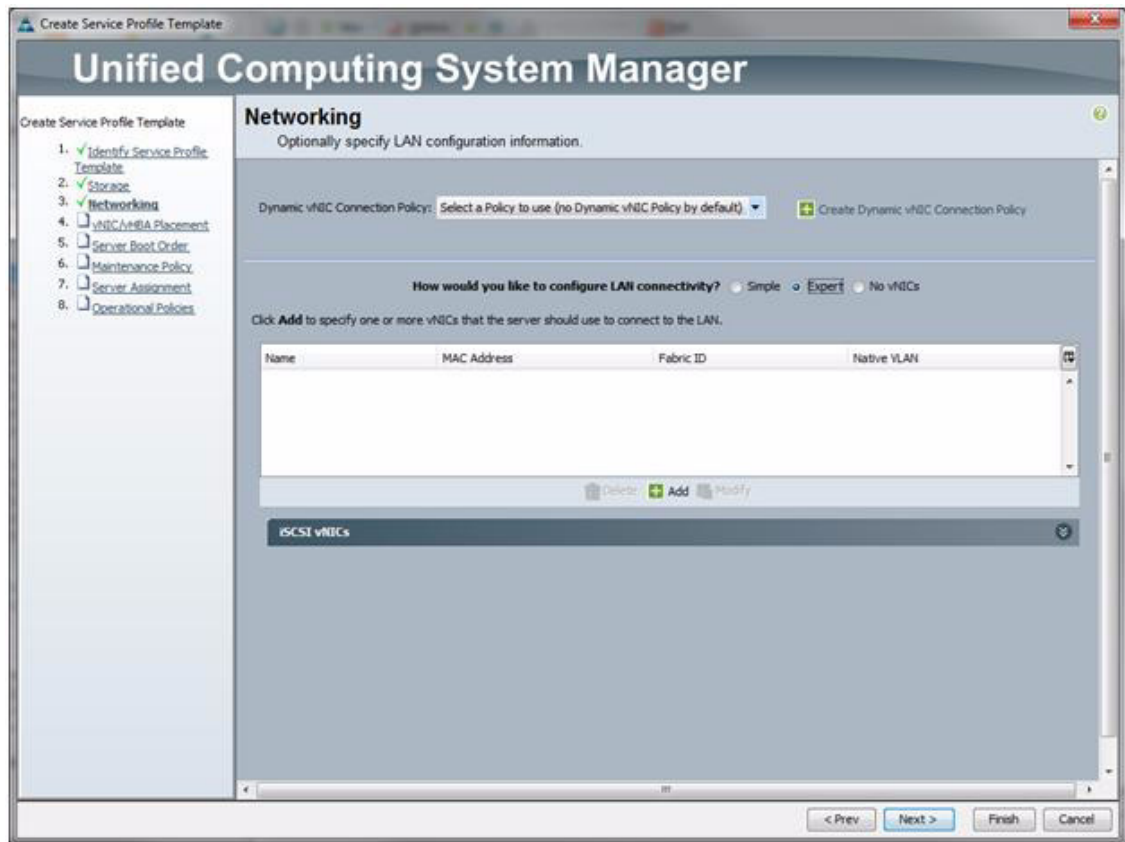 Create Service Profile Template
Unified Computing System Manager
Create Service Profile Template
1. Identify Service Profile
Template
2. Storage
3. Networking
4. vNIC/vHBA Placement
5. Server Boot Order
6. Maintenance Policy
7. Server Assignment
8. Operational Policies
Networking
Optionally specify LAN configuration information.
Dynamic vNIC Connection Policy: Select a Policy to use (no Dynamic vNIC Policy by default) Create Dynamic vNIC Connection Policy
How would you like to configure LAN connectivity? Simple Expert No vNICs
Click Add to specify one or more vNICs that the server should use to connect to the LAN.
Name MAC Address Fabric ID Native VLAN
Delete Add Modify
iSCSI vNICs
< Prev Next > Finish Cancel